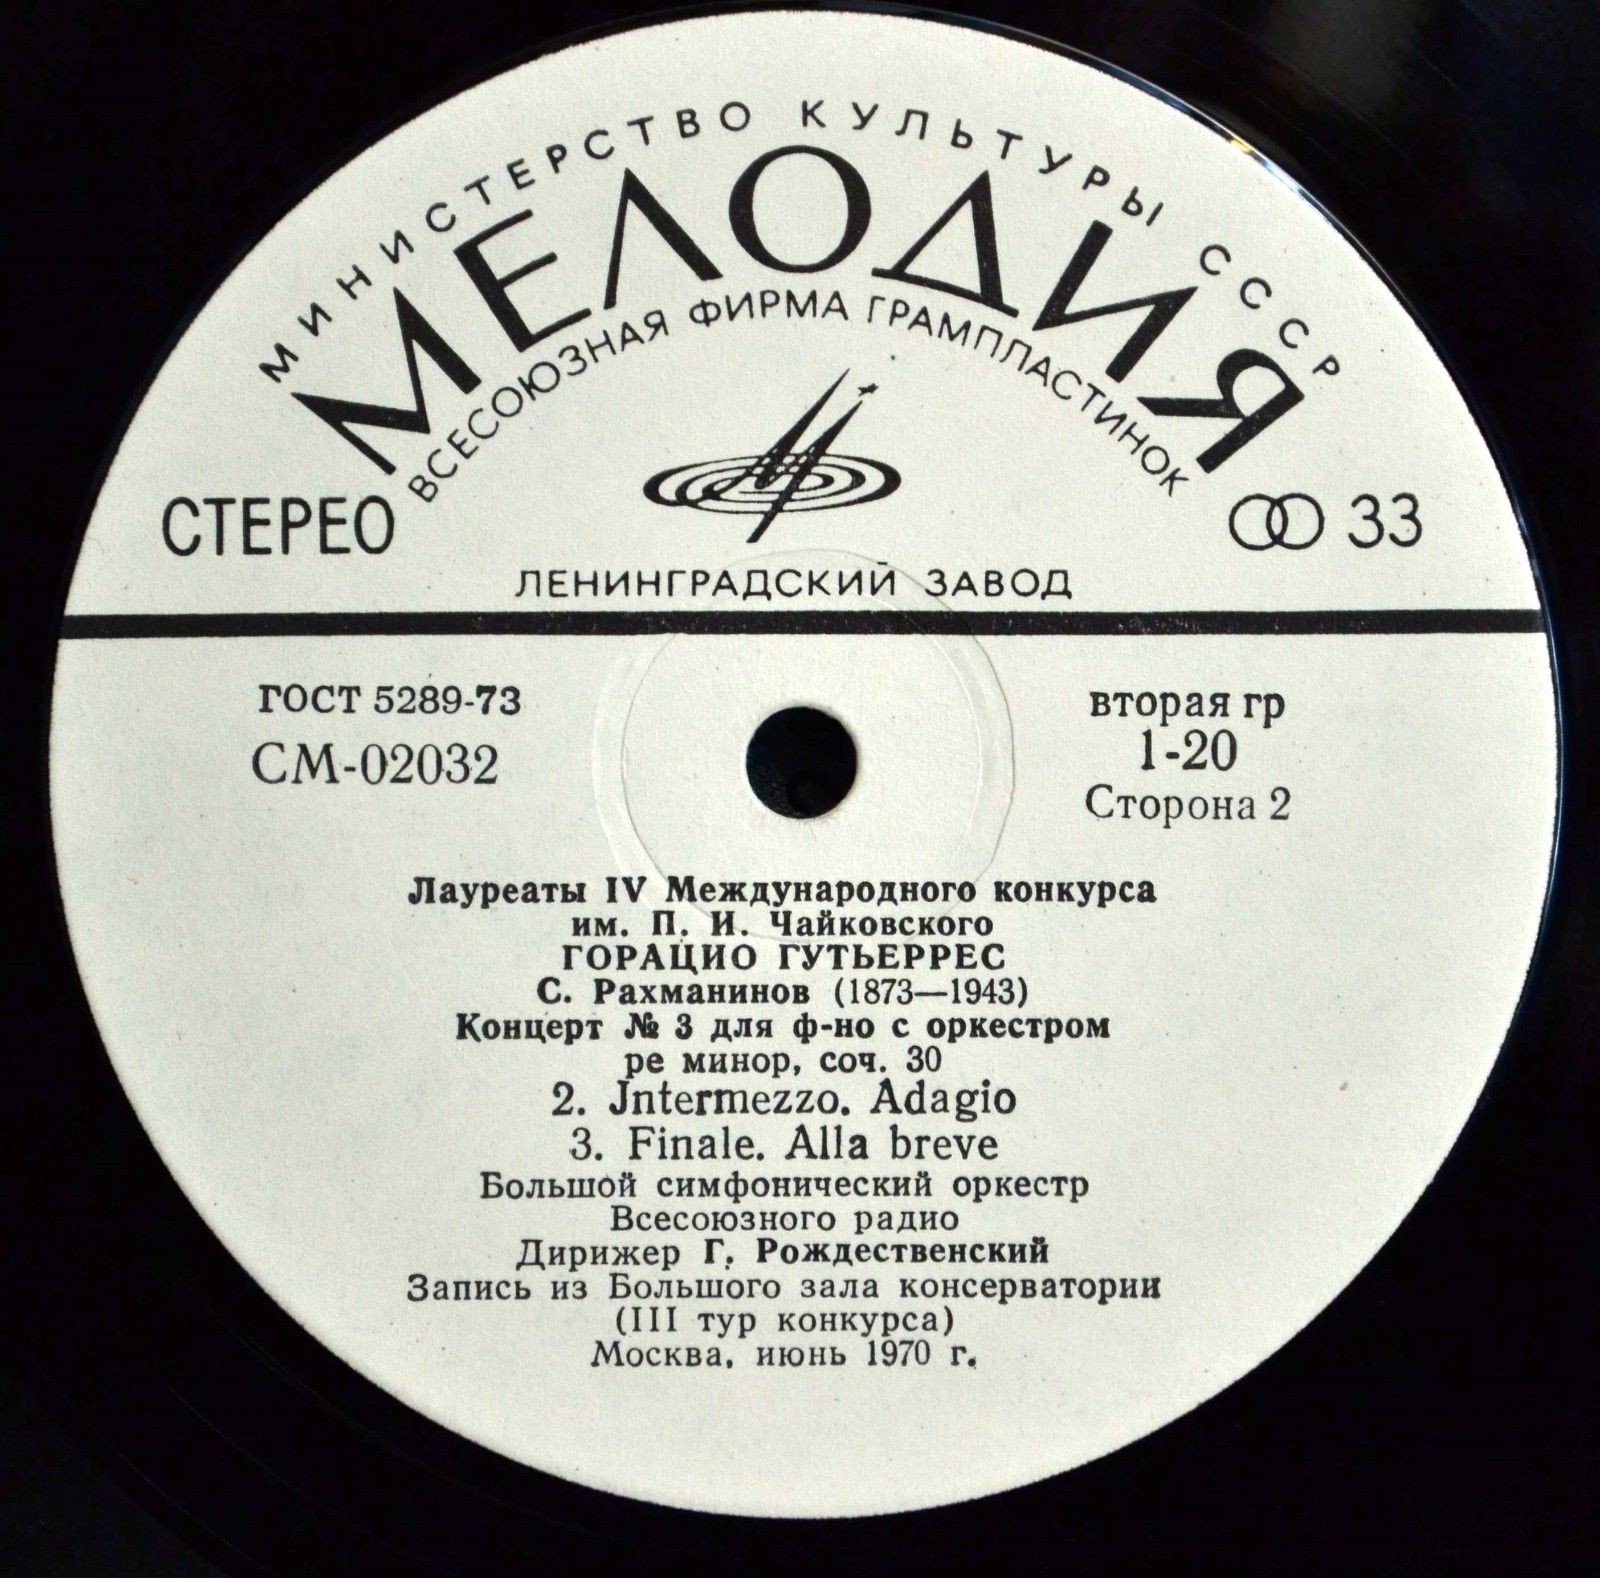 МИНИСТЕРСТВО КУЛЬТУРЫ СССР
МЕЛОДИЯ
ВСЕСОЮЗНАЯ ФИРМА ГРАМПЛАСТИНОК
СТЕРЕО
33
ЛЕНИНГРАДСКИЙ ЗАВОД
ГОСТ 5289-73
СМ-02032
вторая гр
1-20
Сторона 2
Лауреаты IV Международного конкурса
им. П. И. Чайковского
ГОРАЦИО ГУТЬЕРРЕС
С. Рахманинов (1873—1943)
Концерт № 3 для ф-но с оркестром
ре минор, соч. 30
2. Jntermezzo. Adagio
3. Finale. Alla breve
Большой симфонический оркестр
Всесоюзного радио
Дирижер Г. Рождественский
Запись из Большого зала консерватории
(III тур конкурса)
Москва, июнь 1970 г.